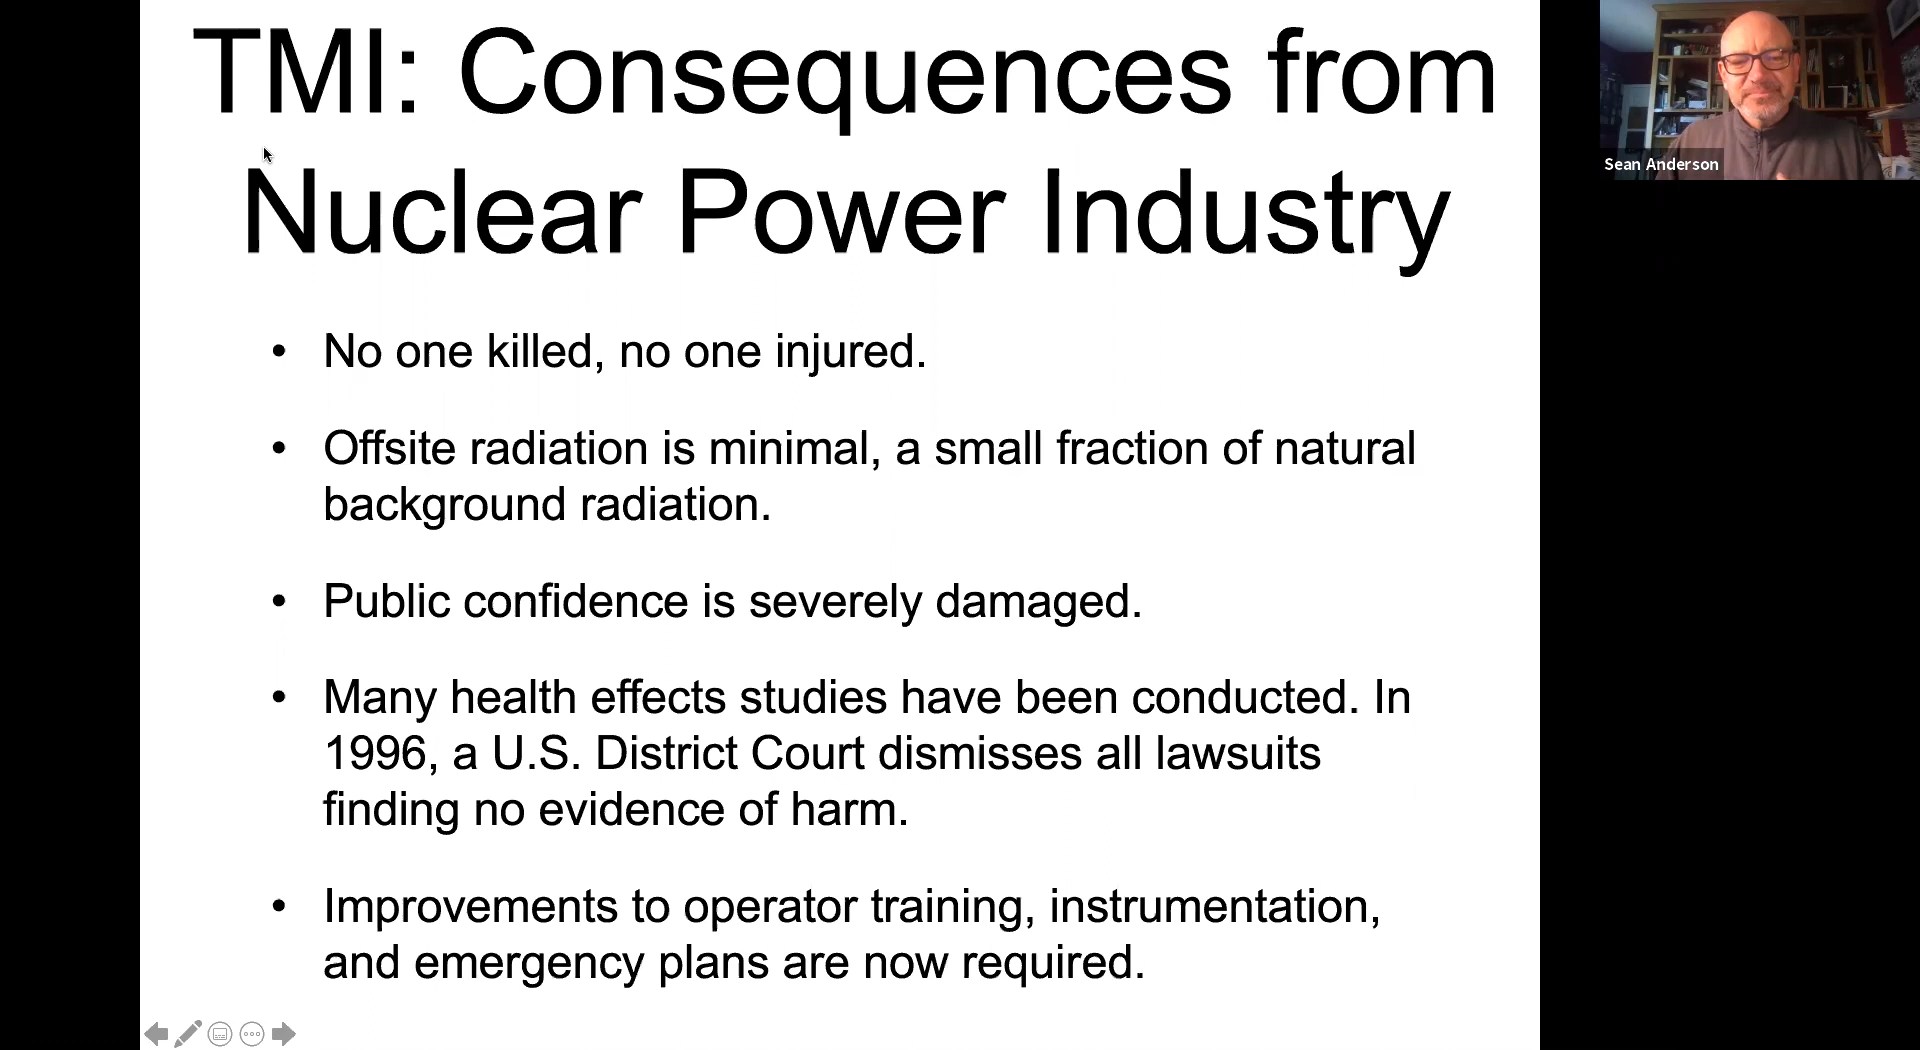 TMI: Consequences from
Nuclear Power Industry
• No one killed, no one injured.
• Offsite radiation is minimal, a small fraction of natural
background radiation.
• Public confidence is severely damaged.
• Many health effects studies have been conducted. In
1996, a U.S. District Court dismisses all lawsuits
finding no evidence of harm.
• Improvements to operator training, instrumentation,
and emergency plans are now required.
Sean Anderson